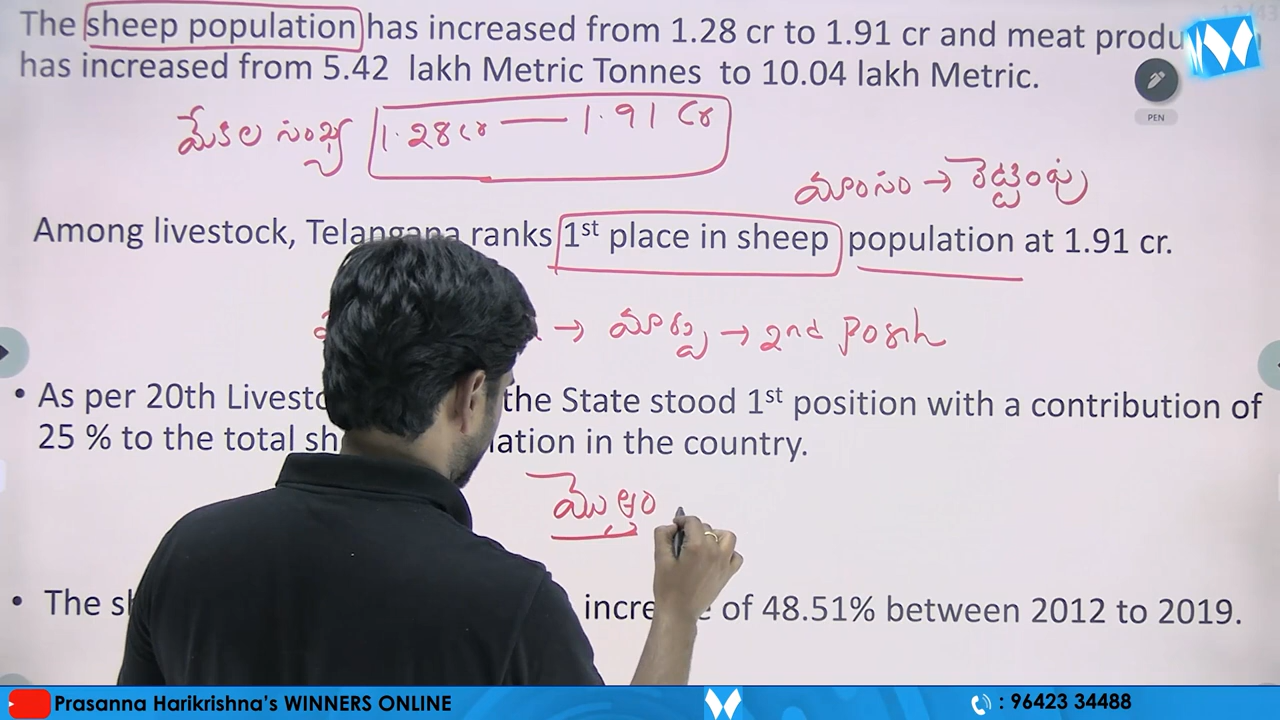 The sheep population has increased from 1.28 cr to 1.91 cr and meat produ
has increased from 5.42 lakh Metric Tonnes to 10.04 lakh Metric.
PEN
మేకల సంఖ్య 1.28 cr — 1.91 Cr
మాంసం → రెట్టింపు
Among livestock, Telangana ranks 1st place in sheep population at 1.91 cr.
→ మార్పు → 2nd
• As per 20th Livesto the State stood 1st position with a contribution of
25 % to the total sh lation in the country.
మొత్తం
• The s incre e of 48.51% between 2012 to 2019.
Prasanna Harikrishna's WINNERS ONLINE
: 96423 34488